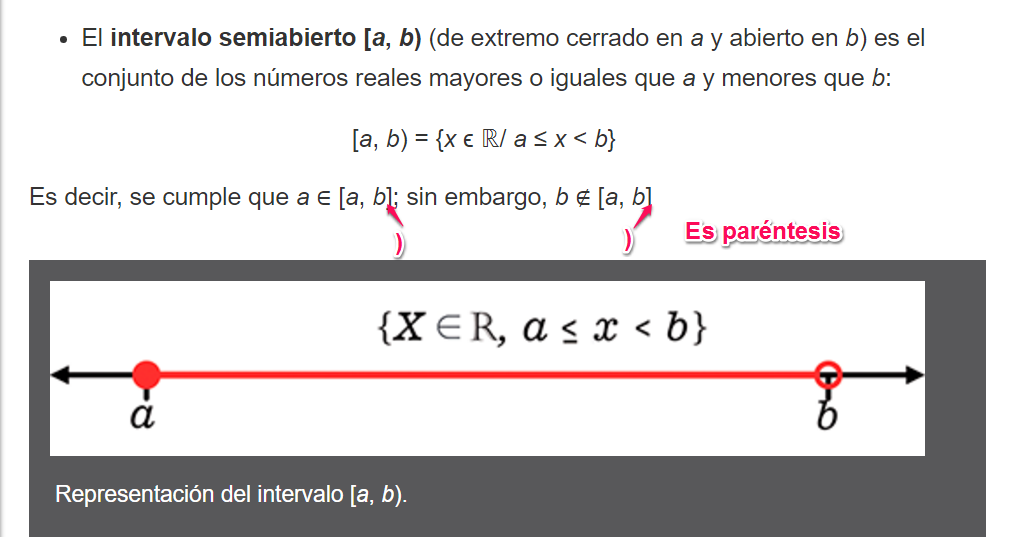 • El intervalo semiabierto [a, b) (de extremo cerrado en a y abierto en b) es el
conjunto de los números reales mayores o iguales que a y menores que b:
[a, b) = {x ϵ ℝ/ a ≤ x < b}
Es decir, se cumple que a ∈ [a, b]; sin embargo, b ∉ [a, b]
) ) Es paréntesis
{X ∈ R, a ≤ x < b}
a b
Representación del intervalo [a, b).